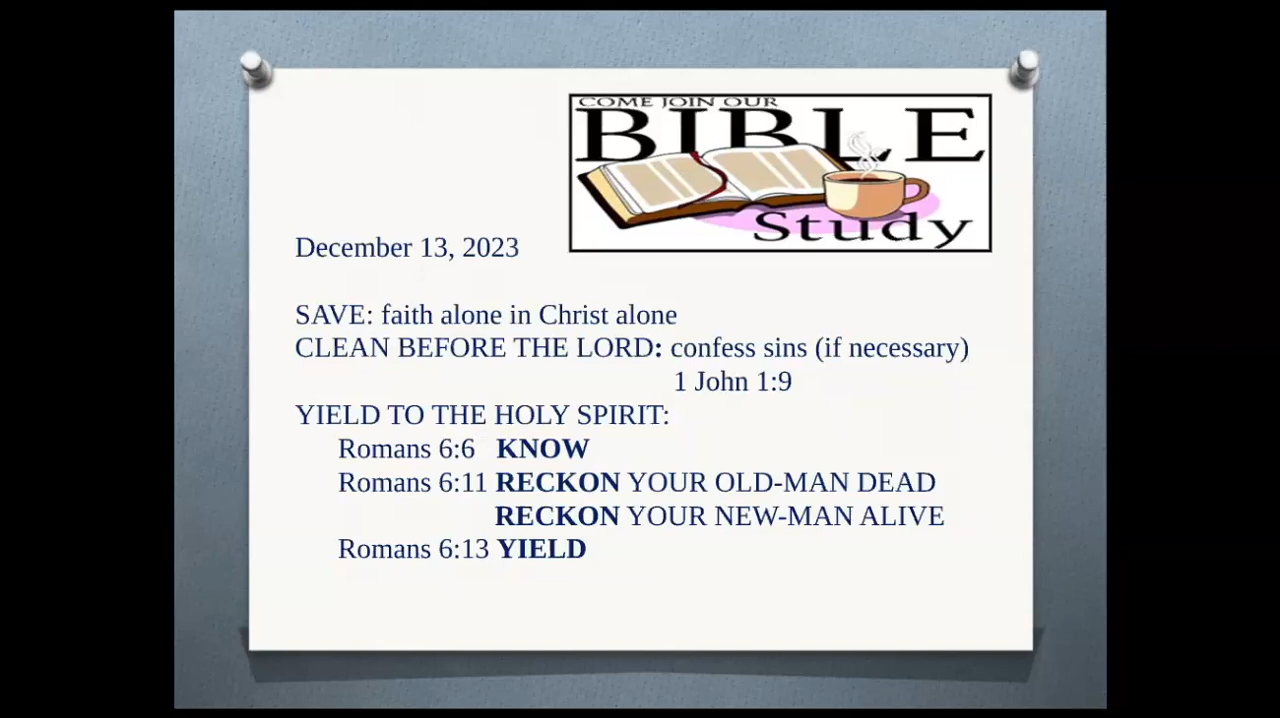 COME JOIN OUR
BIBLE
Study
December 13, 2023
SAVE: faith alone in Christ alone
CLEAN BEFORE THE LORD: confess sins (if necessary)
1 John 1:9
YIELD TO THE HOLY SPIRIT:
Romans 6:6 KNOW
Romans 6:11 RECKON YOUR OLD-MAN DEAD
RECKON YOUR NEW-MAN ALIVE
Romans 6:13 YIELD